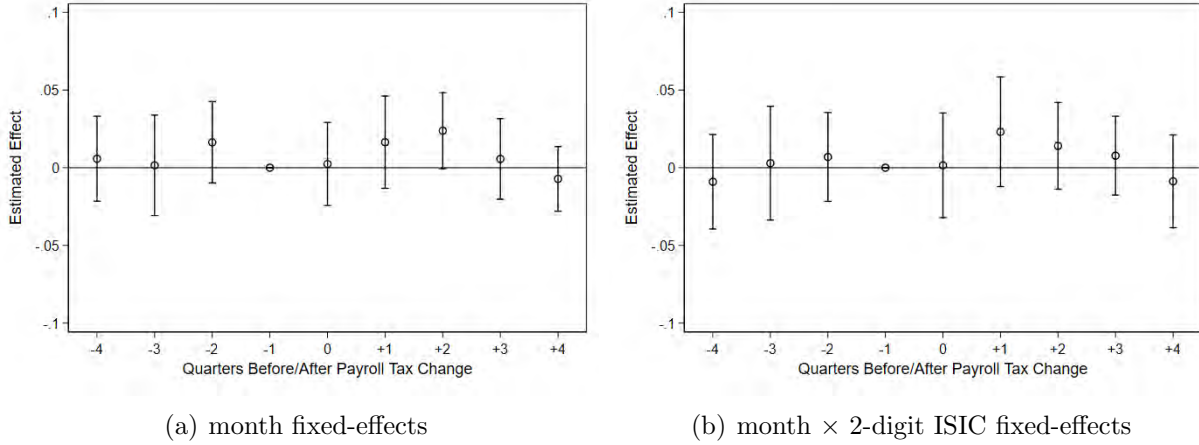 .1
.05
0
-.05
-.1
Estimated Effect
-4 -3 -2 -1 0 +1 +2 +3 +4
Quarters Before/After Payroll Tax Change
(a) month fixed-effects
.1
.05
0
-.05
-.1
Estimated Effect
-4 -3 -2 -1 0 +1 +2 +3 +4
Quarters Before/After Payroll Tax Change
(b) month × 2-digit ISIC fixed-effects